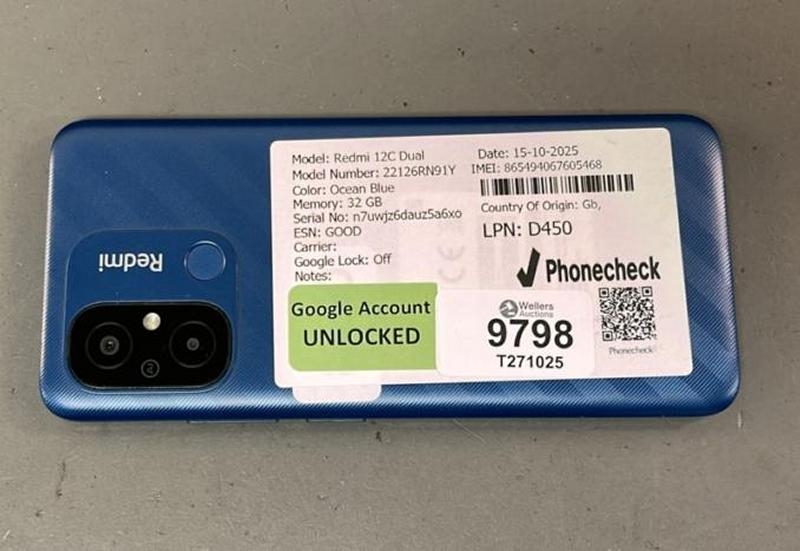 Model: Redmi 12C Dual
Model Number: 22126RN91Y
Color: Ocean Blue
Memory: 32 GB
Serial No: n7uwjz6dauz5a6xo
ESN: GOOD
Carrier:
Google Lock: Off
Notes:
Date: 15-10-2025
IMEI: 865494067605468
Country Of Origin: Gb,
LPN: D450
Phonecheck
Phonecheck
Google Account
UNLOCKED
Wellers
Auctions
9798
T271025
Redmi